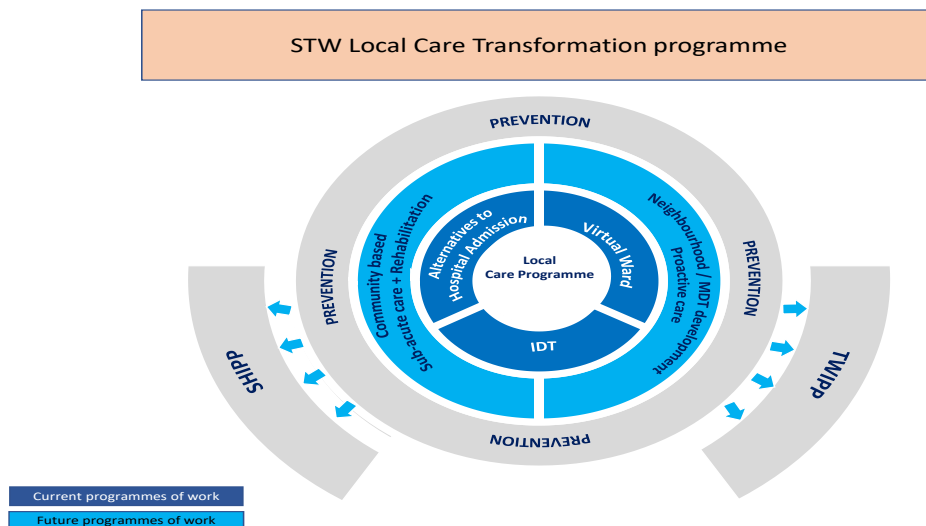 STW Local Care Transformation programme
PREVENTION
Community based
Sub-acute care + Rehabilitation
Alternatives to
Hospital Admission
Virtual Ward
Neighbourhood / MDT development
Proactive care
Local
Care Programme
IDT
PREVENTION
PREVENTION
PREVENTION
SHIPP
TWIPP
Current programmes of work
Future programmes of work